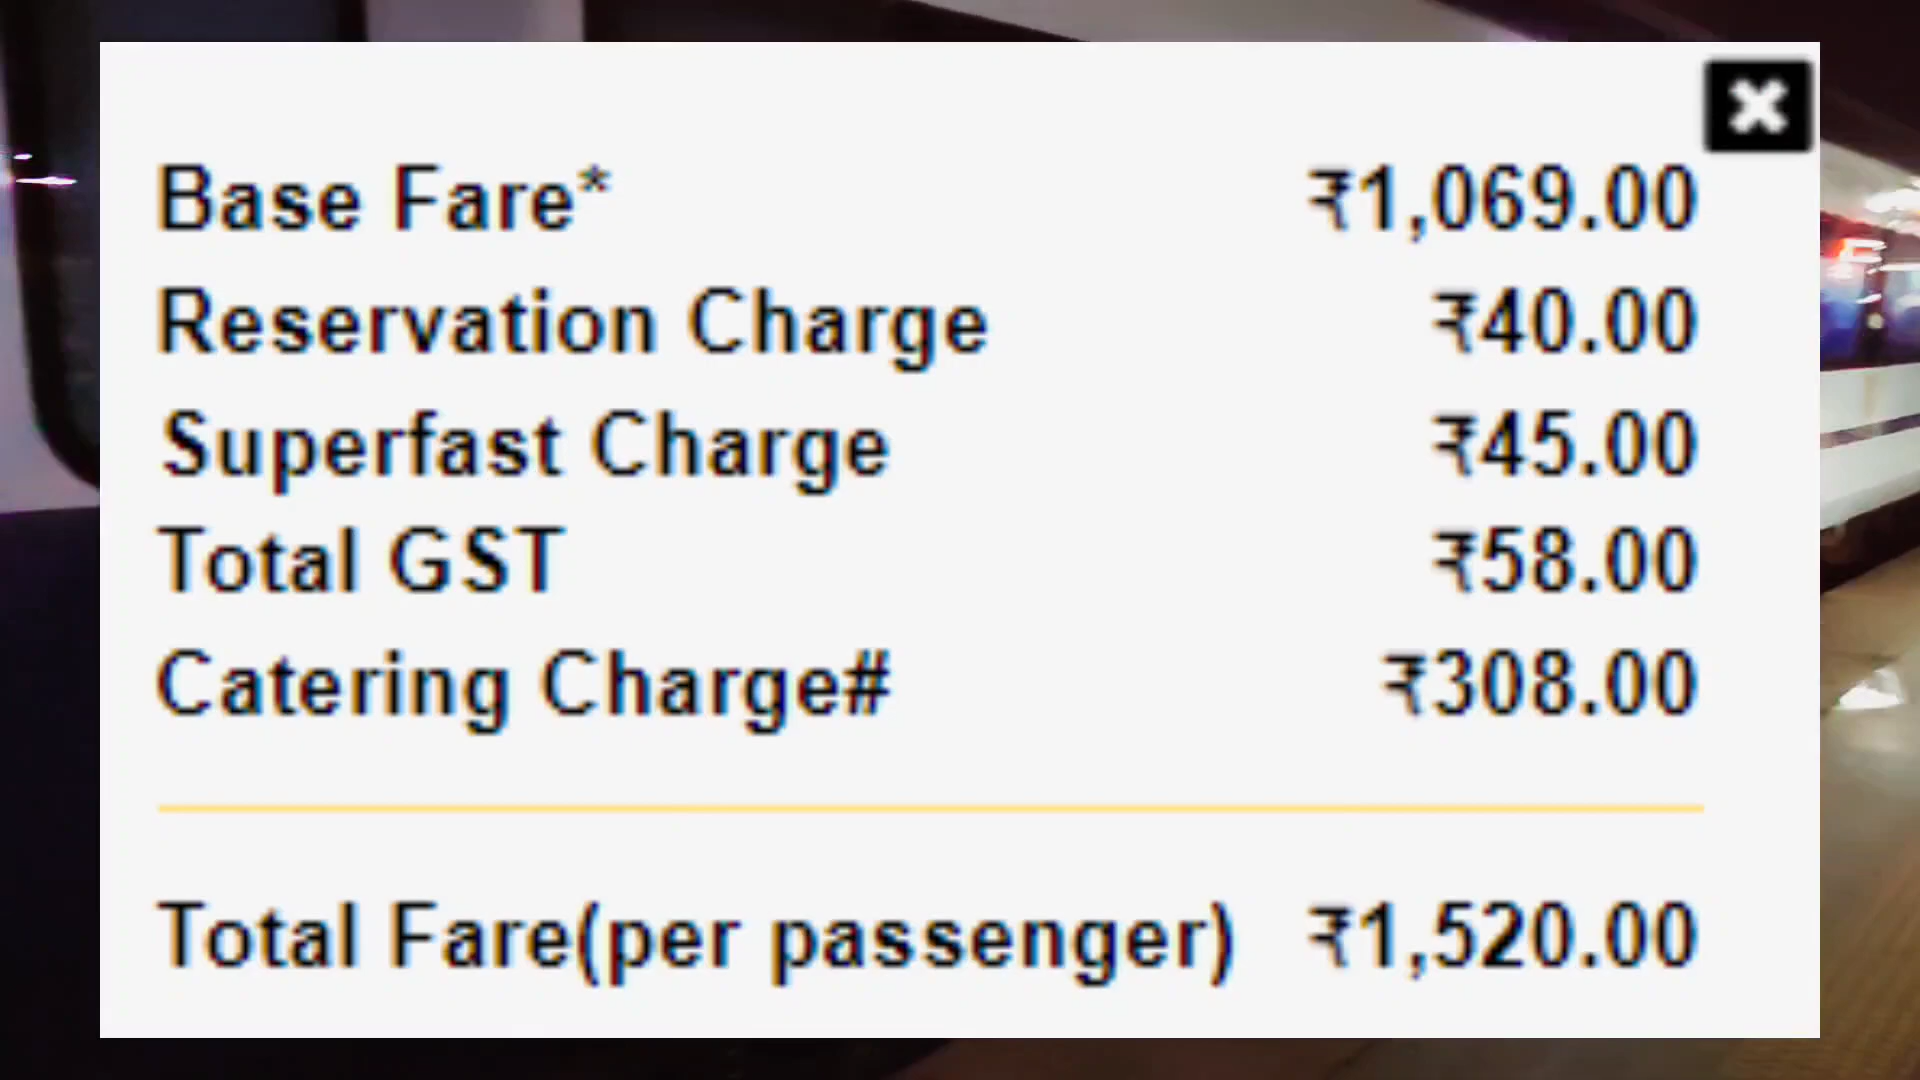 Base Fare* ₹1,069.00
Reservation Charge ₹40.00
Superfast Charge ₹45.00
Total GST ₹58.00
Catering Charge# ₹308.00
Total Fare(per passenger) ₹1,520.00